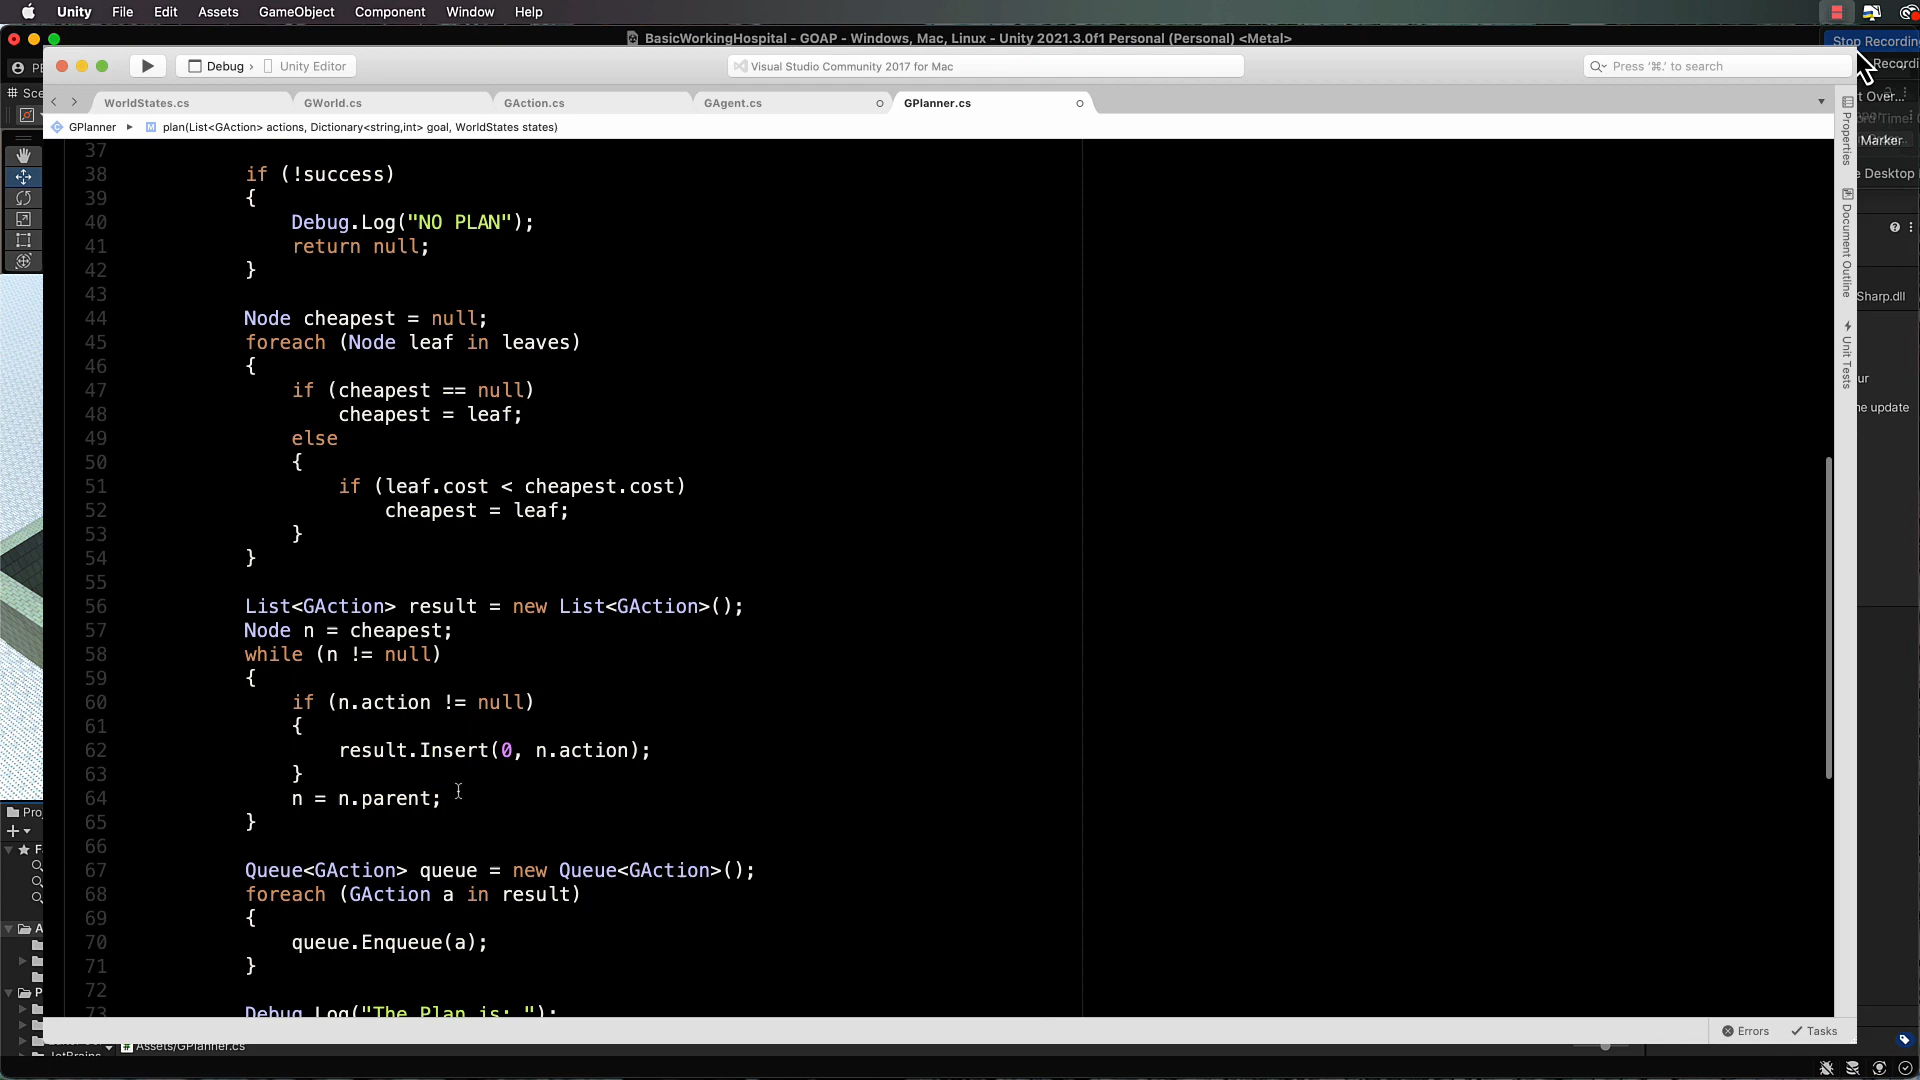 Unity File Edit Assets GameObject Component Window Help
BasicWorkingHospital - GOAP - Windows, Mac, Linux - Unity 2021.3.0f1 Personal (Personal) <Metal>
Stop Recording
Debug › Unity Editor
Visual Studio Community 2017 for Mac
Press '⌘.' to search
WorldStates.cs GWorld.cs GAction.cs GAgent.cs GPlanner.cs
GPlanner plan(List<GAction> actions, Dictionary<string,int> goal, WorldStates states)
37
38 if (!success)
39 {
40 Debug.Log("NO PLAN");
41 return null;
42 }
43
44 Node cheapest = null;
45 foreach (Node leaf in leaves)
46 {
47 if (cheapest == null)
48 cheapest = leaf;
49 else
50 {
51 if (leaf.cost < cheapest.cost)
52 cheapest = leaf;
53 }
54 }
55
56 List<GAction> result = new List<GAction>();
57 Node n = cheapest;
58 while (n != null)
59 {
60 if (n.action != null)
61 {
62 result.Insert(0, n.action);
63 }
64 n = n.parent;
65 }
66
67 Queue<GAction> queue = new Queue<GAction>();
68 foreach (GAction a in result)
69 {
70 queue.Enqueue(a);
71 }
72
73 Debug.Log("The Plan is: ");
Properties
Document Outline
Unit Tests
Marker
e Desktop
Sharp.dll
ur
ne update
Errors Tasks
Assets/GPlanner.cs